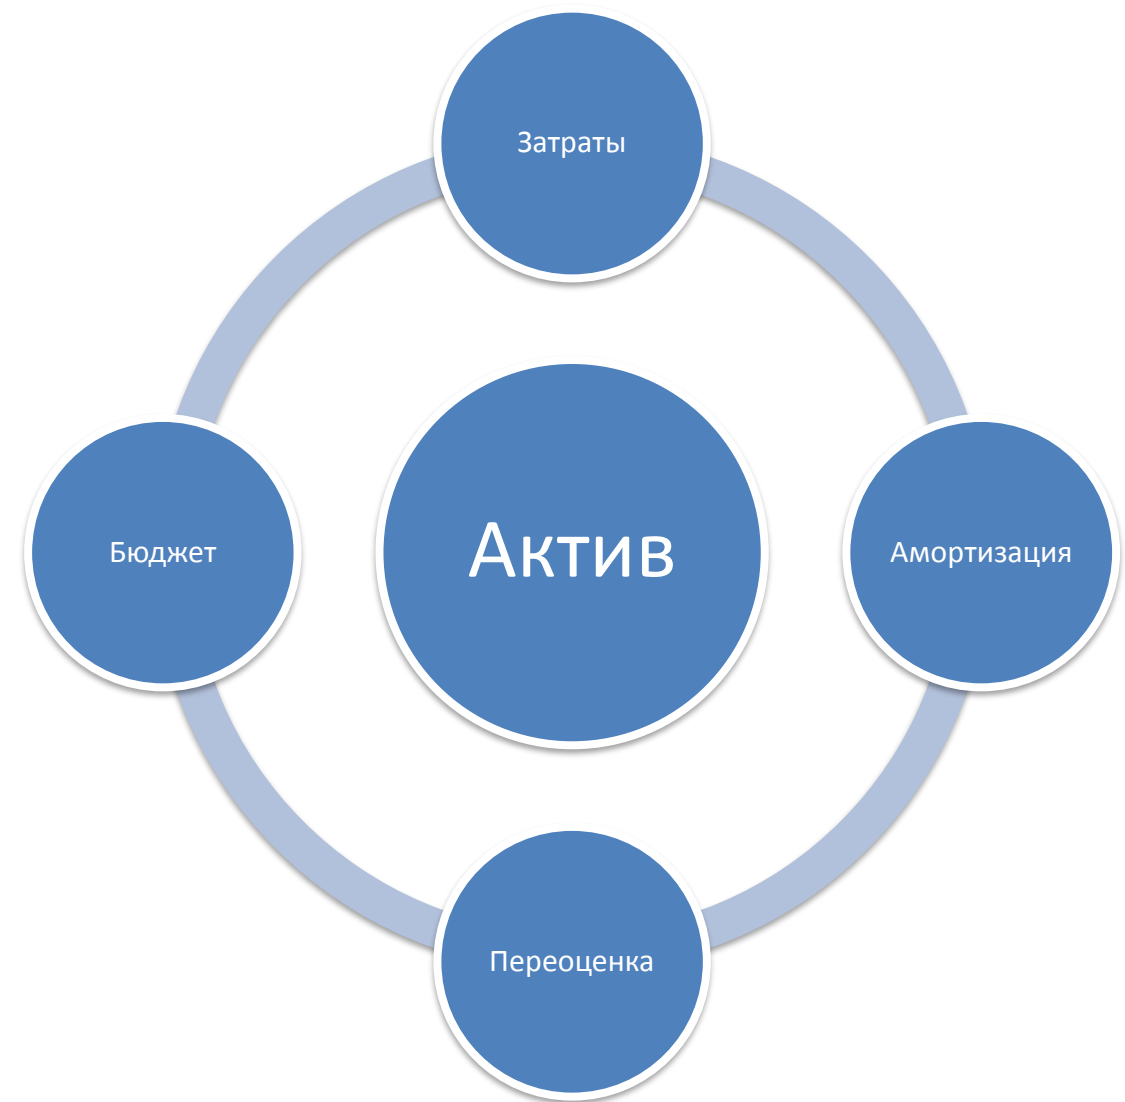 Затраты
Бюджет
Актив
Амортизация
Переоценка